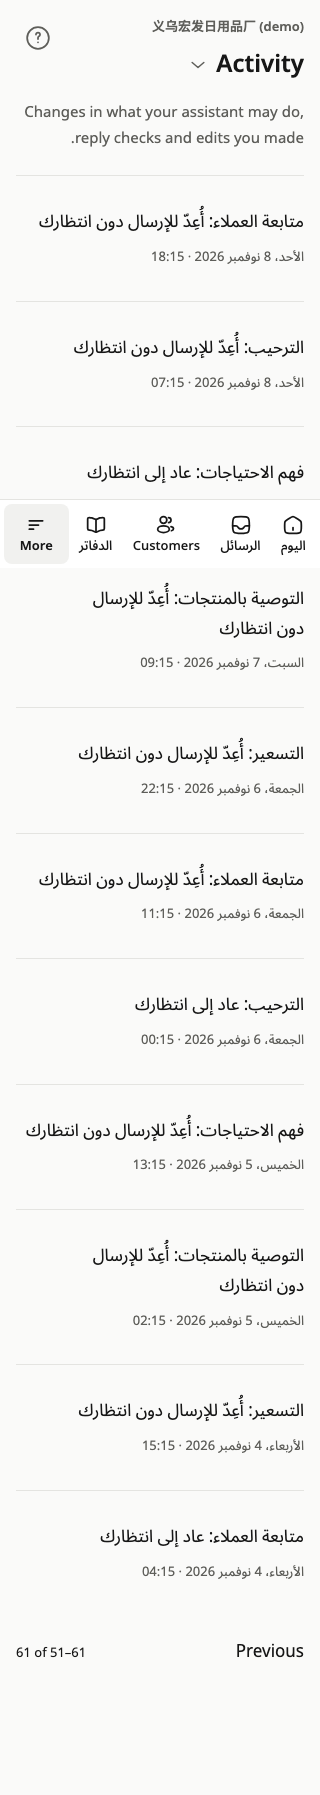 义乌宏发日用品厂 (demo)
Activity
Changes in what your assistant may do,
reply checks and edits you made.
متابعة العملاء: أُعِدّ للإرسال دون انتظارك
الأحد، 8 نوفمبر 2026 · 18:15
الترحيب: أُعِدّ للإرسال دون انتظارك
الأحد، 8 نوفمبر 2026 · 07:15
فهم الاحتياجات: عاد إلى انتظارك
اليوم
الرسائل
Customers
الدفاتر
More
التوصية بالمنتجات: أُعِدّ للإرسال
دون انتظارك
السبت، 7 نوفمبر 2026 · 09:15
التسعير: أُعِدّ للإرسال دون انتظارك
الجمعة، 6 نوفمبر 2026 · 22:15
متابعة العملاء: أُعِدّ للإرسال دون انتظارك
الجمعة، 6 نوفمبر 2026 · 11:15
الترحيب: عاد إلى انتظارك
الجمعة، 6 نوفمبر 2026 · 00:15
فهم الاحتياجات: أُعِدّ للإرسال دون انتظارك
الخميس، 5 نوفمبر 2026 · 13:15
التوصية بالمنتجات: أُعِدّ للإرسال
دون انتظارك
الخميس، 5 نوفمبر 2026 · 02:15
التسعير: أُعِدّ للإرسال دون انتظارك
الأربعاء، 4 نوفمبر 2026 · 15:15
متابعة العملاء: عاد إلى انتظارك
الأربعاء، 4 نوفمبر 2026 · 04:15
Previous
61 of 51–61